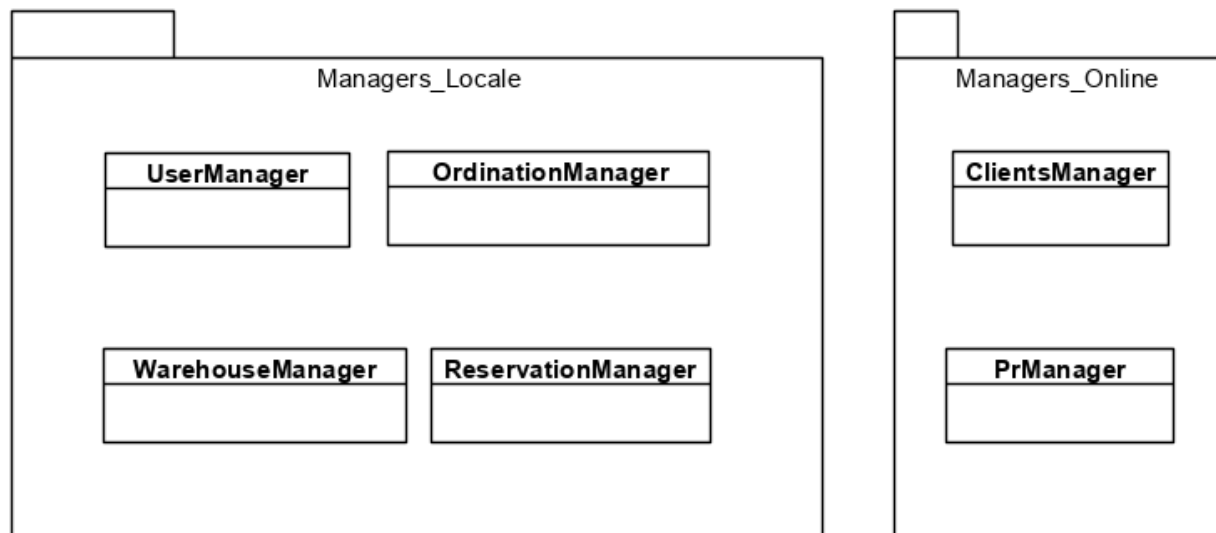 Managers_Locale
UserManager
OrdinationManager
WarehouseManager
ReservationManager
Managers_Online
ClientsManager
PrManager